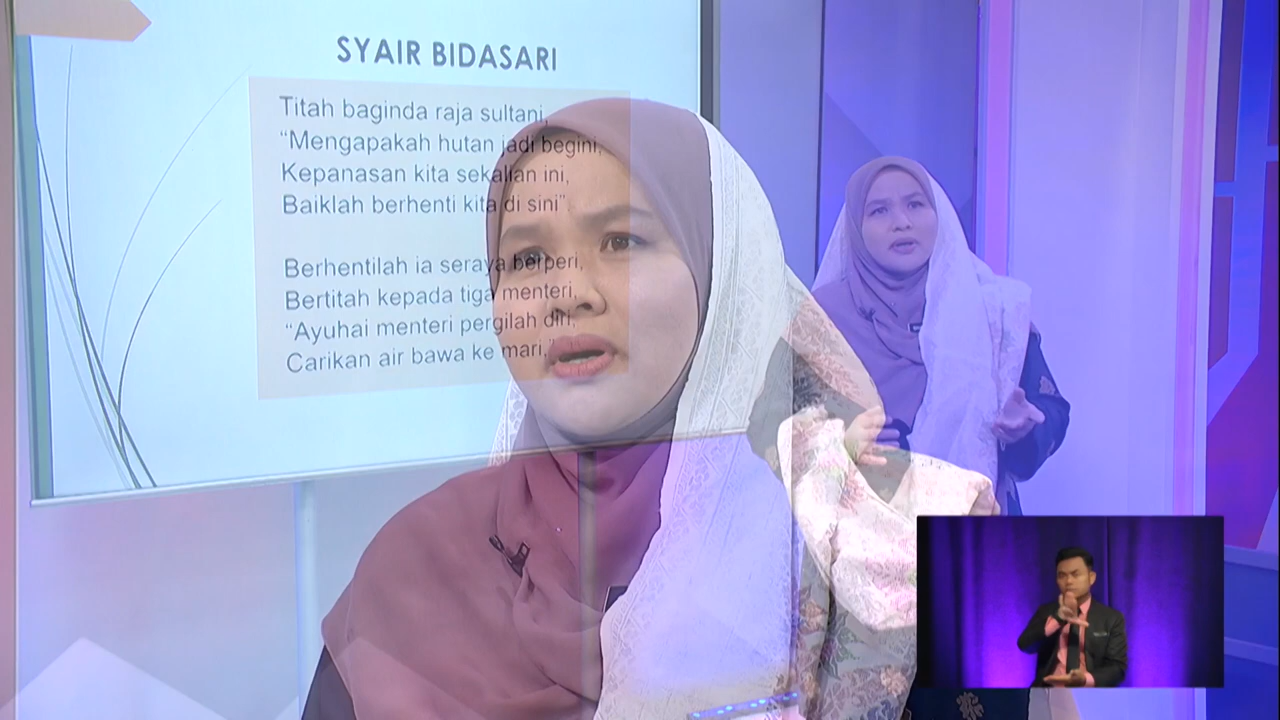 SYAIR BIDASARI
Titah baginda raja sultani,
“Mengapakah hutan jadi begini,
Kepanasan kita sekalian ini,
Baiklah berhenti kita di sini”.
Berhentilah ia seraya berperi,
Bertitah kepada tiga menteri,
“Ayuhai menteri pergilah diri,
Carikan air bawa ke mari,”